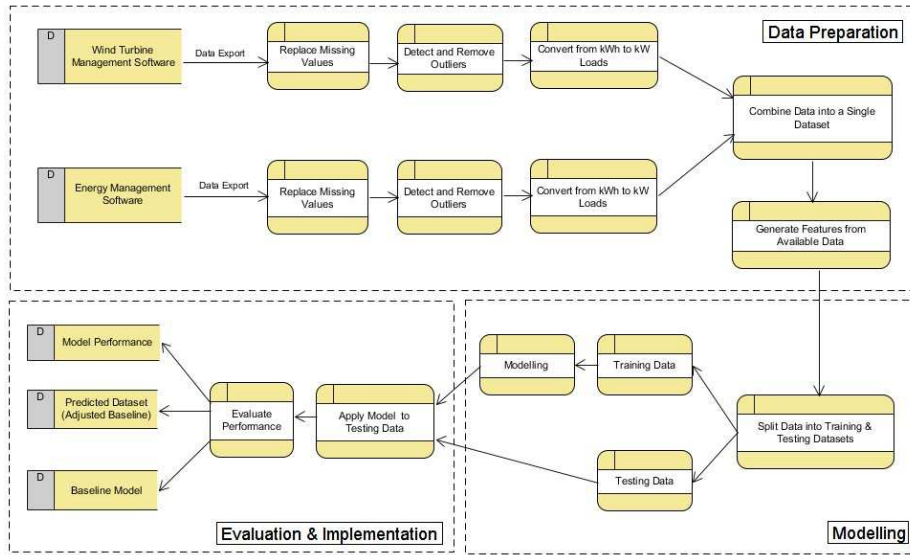 Data Preparation
D
Wind Turbine
Management Software
Data Export
Replace Missing
Values
Detect and Remove
Outliers
Convert from kWh to kW
Loads
Combine Data into a Single
Dataset
D
Energy Management
Software
Data Export
Replace Missing
Values
Detect and Remove
Outliers
Convert from kWh to kW
Loads
Generate Features from
Available Data
D
Model Performance
D
Predicted Dataset
(Adjusted Baseline)
D
Baseline Model
Evaluate
Performance
Apply Model to
Testing Data
Evaluation & Implementation
Modelling
Training Data
Testing Data
Split Data into Training &
Testing Datasets
Modelling